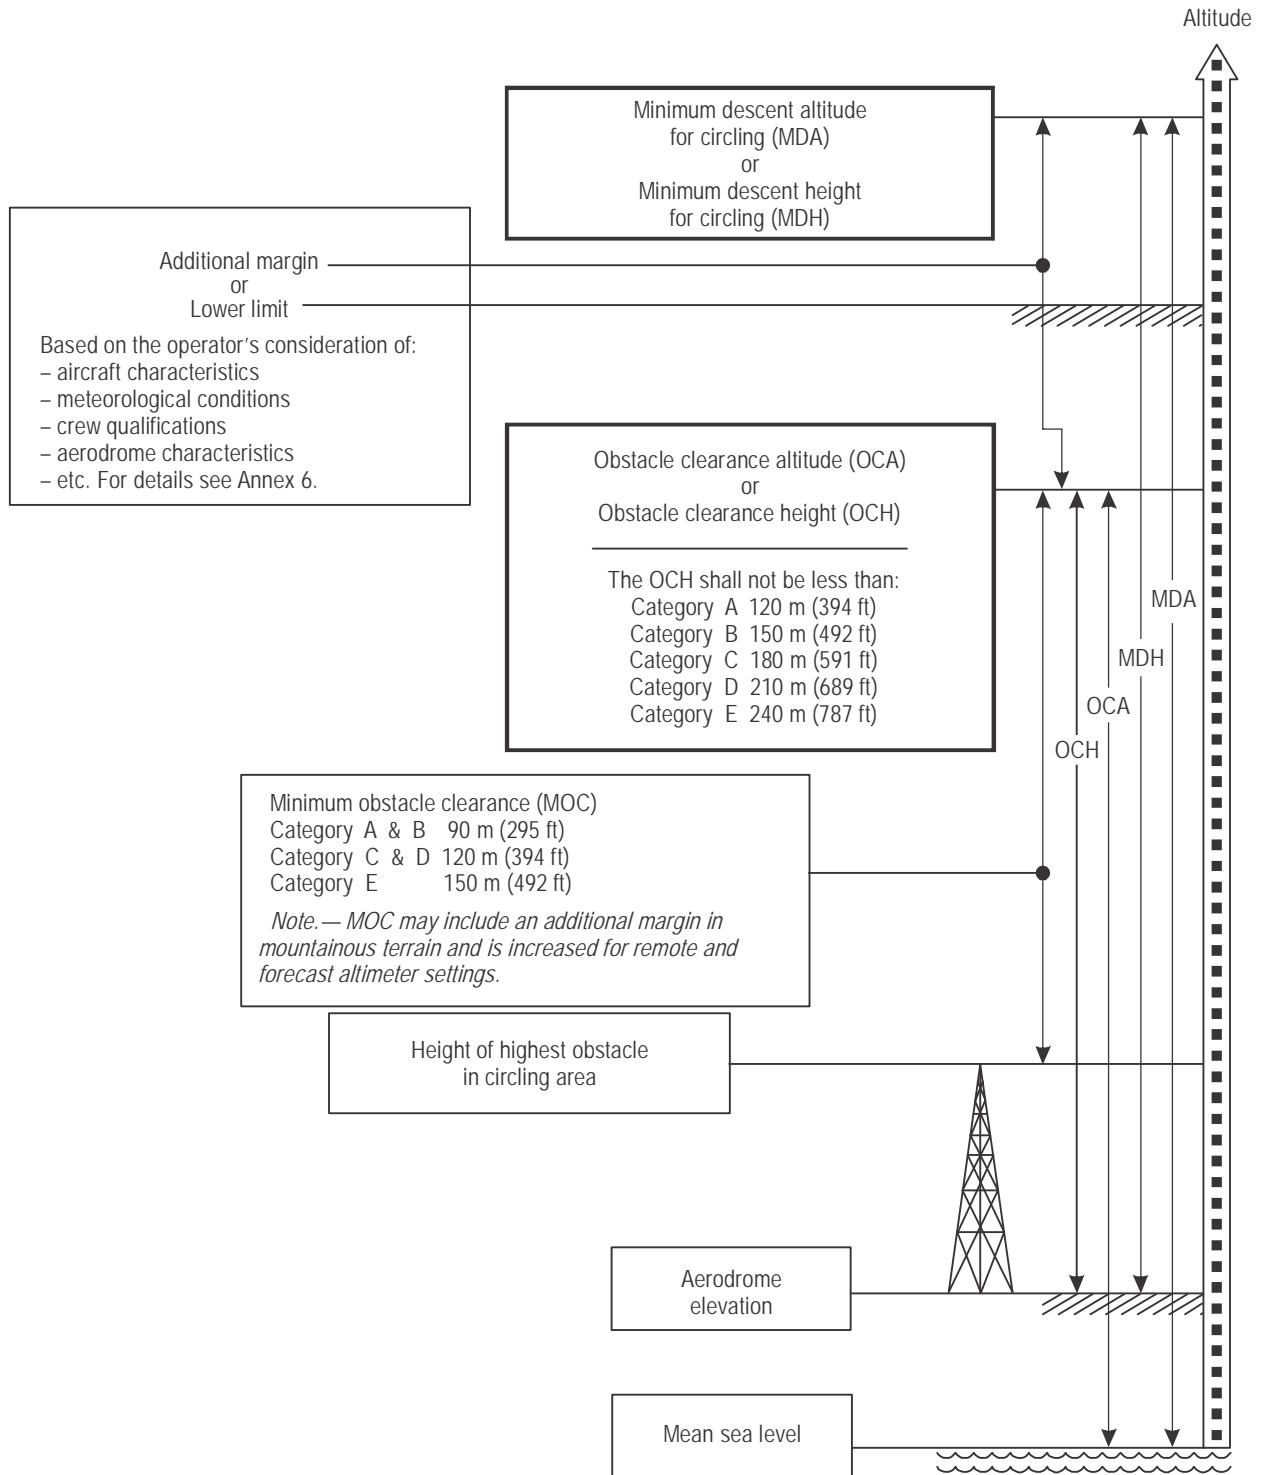 Altitude
Minimum descent altitude
for circling (MDA)
or
Minimum descent height
for circling (MDH)
Additional margin
or
Lower limit
Based on the operator’s consideration of:
– aircraft characteristics
– meteorological conditions
– crew qualifications
– aerodrome characteristics
– etc. For details see Annex 6.
Obstacle clearance altitude (OCA)
or
Obstacle clearance height (OCH)
The OCH shall not be less than:
Category A 120 m (394 ft)
Category B 150 m (492 ft)
Category C 180 m (591 ft)
Category D 210 m (689 ft)
Category E 240 m (787 ft)
MDA
MDH
OCA
OCH
Minimum obstacle clearance (MOC)
Category A & B 90 m (295 ft)
Category C & D 120 m (394 ft)
Category E 150 m (492 ft)
Note.— MOC may include an additional margin in
mountainous terrain and is increased for remote and
forecast altimeter settings.
Height of highest obstacle
in circling area
Aerodrome
elevation
Mean sea level